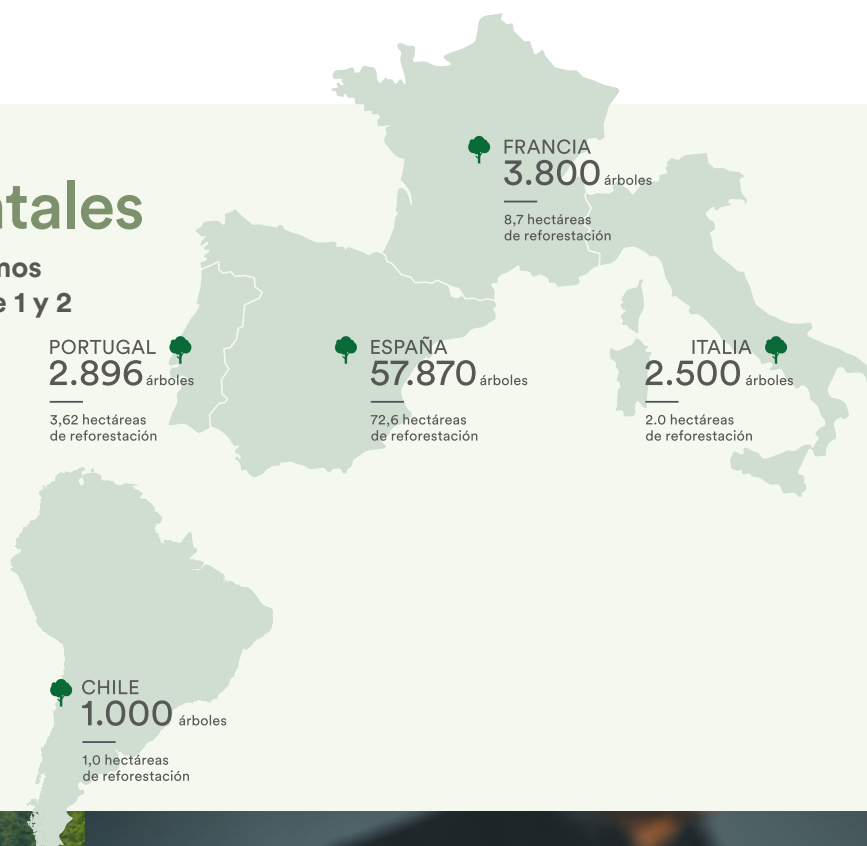 ntales
nos
e 1 y 2
FRANCIA
3.800 árboles
8,7 hectáreas
de reforestación
PORTUGAL
2.896 árboles
3,62 hectáreas
de reforestación
ESPAÑA
57.870 árboles
72,6 hectáreas
de reforestación
ITALIA
2.500 árboles
2.0 hectáreas
de reforestación
CHILE
1.000 árboles
1,0 hectáreas
de reforestación